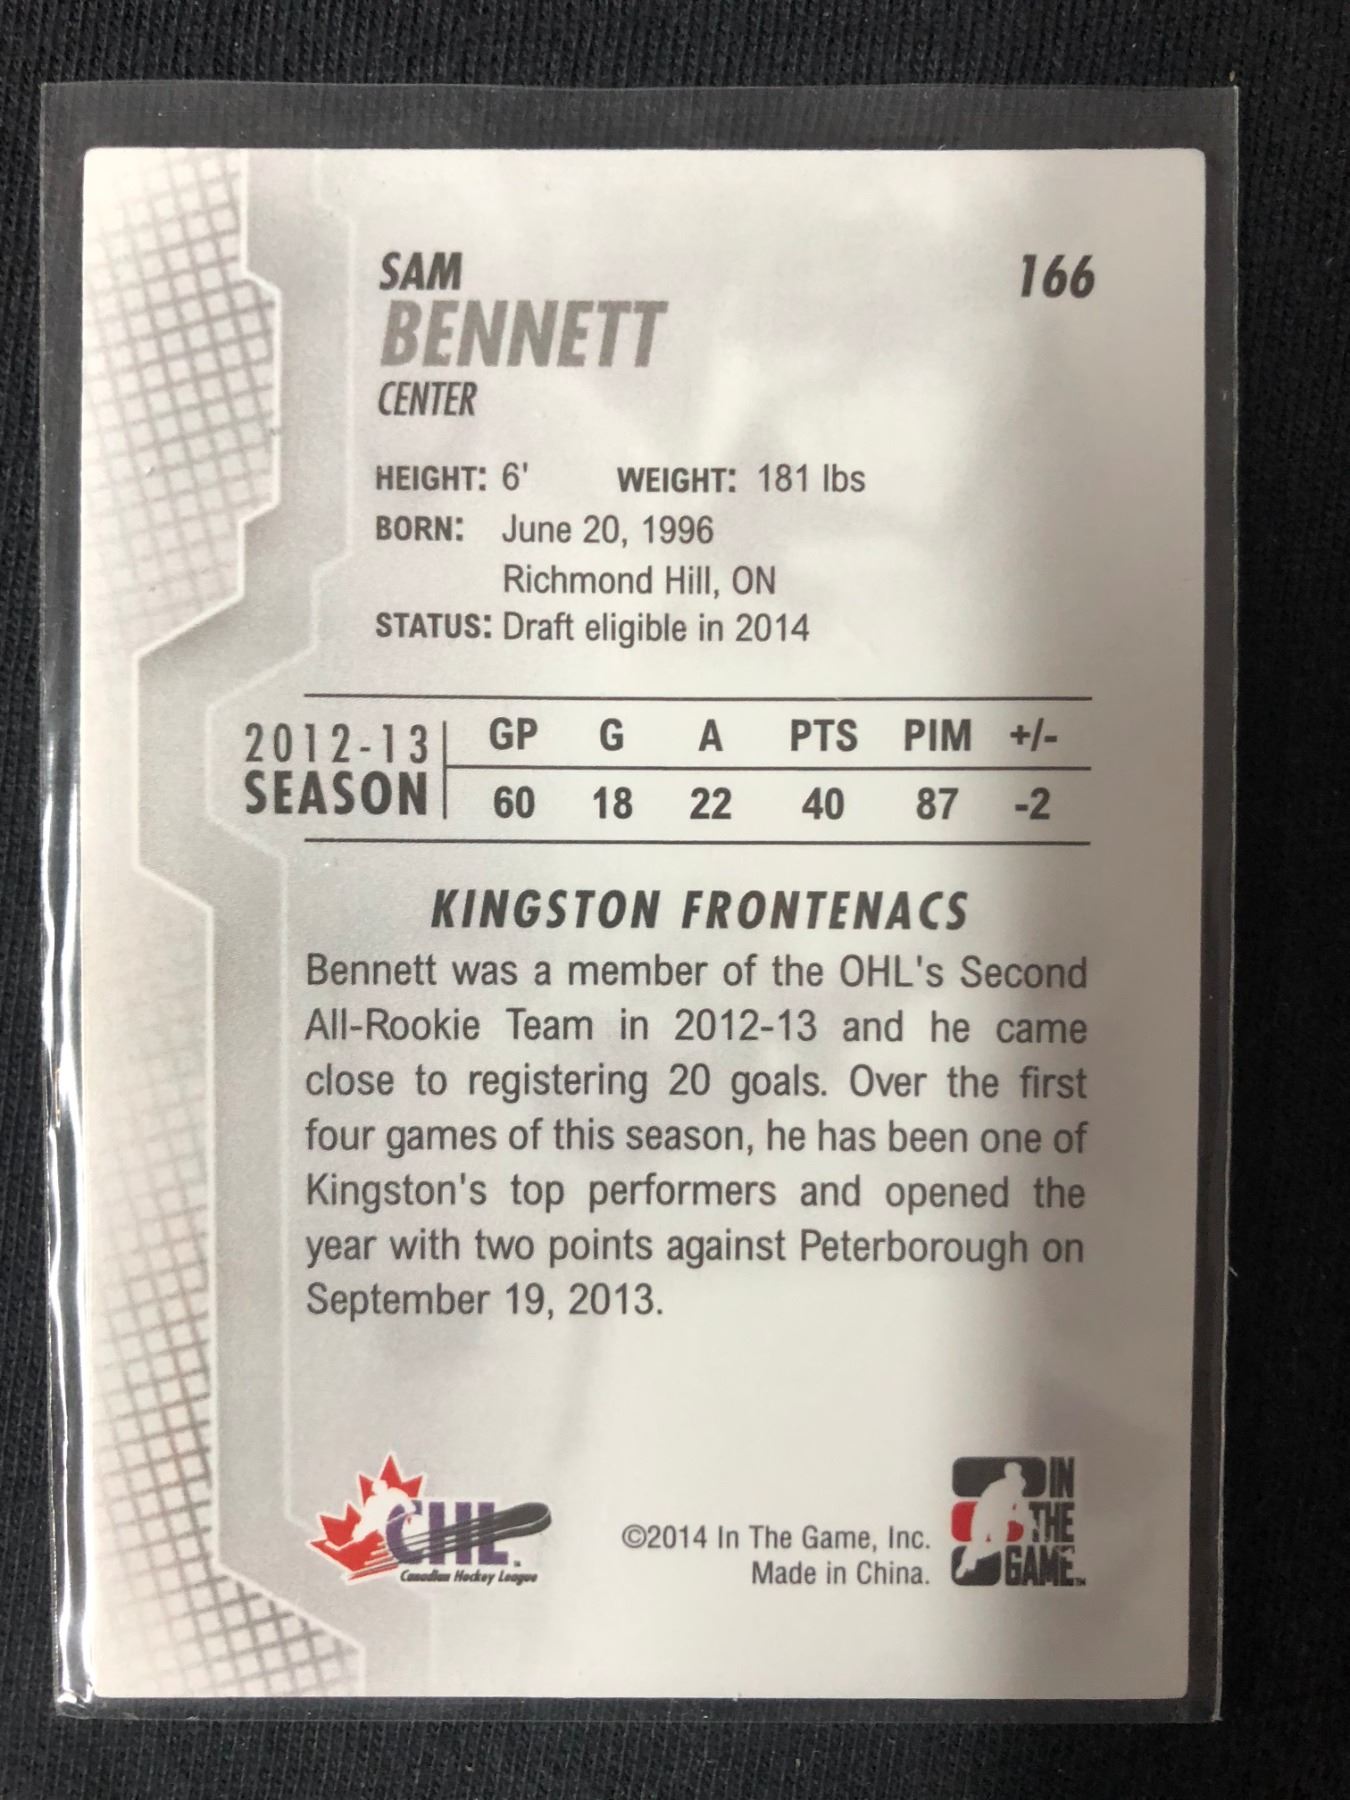 SAM
166
BENNETT
CENTER
HEIGHT: 6' WEIGHT: 181 lbs
BORN: June 20, 1996
Richmond Hill, ON
STATUS: Draft eligible in 2014
2012-13 SEASON
GP G A PTS PIM +/-
60 18 22 40 87 -2
KINGSTON FRONTENACS
Bennett was a member of the OHL's Second
All-Rookie Team in 2012-13 and he came
close to registering 20 goals. Over the first
four games of this season, he has been one of
Kingston's top performers and opened the
year with two points against Peterborough on
September 19, 2013.
CHL.
Canadian Hockey League
©2014 In The Game, Inc.
Made in China.
IN
THE
GAME™